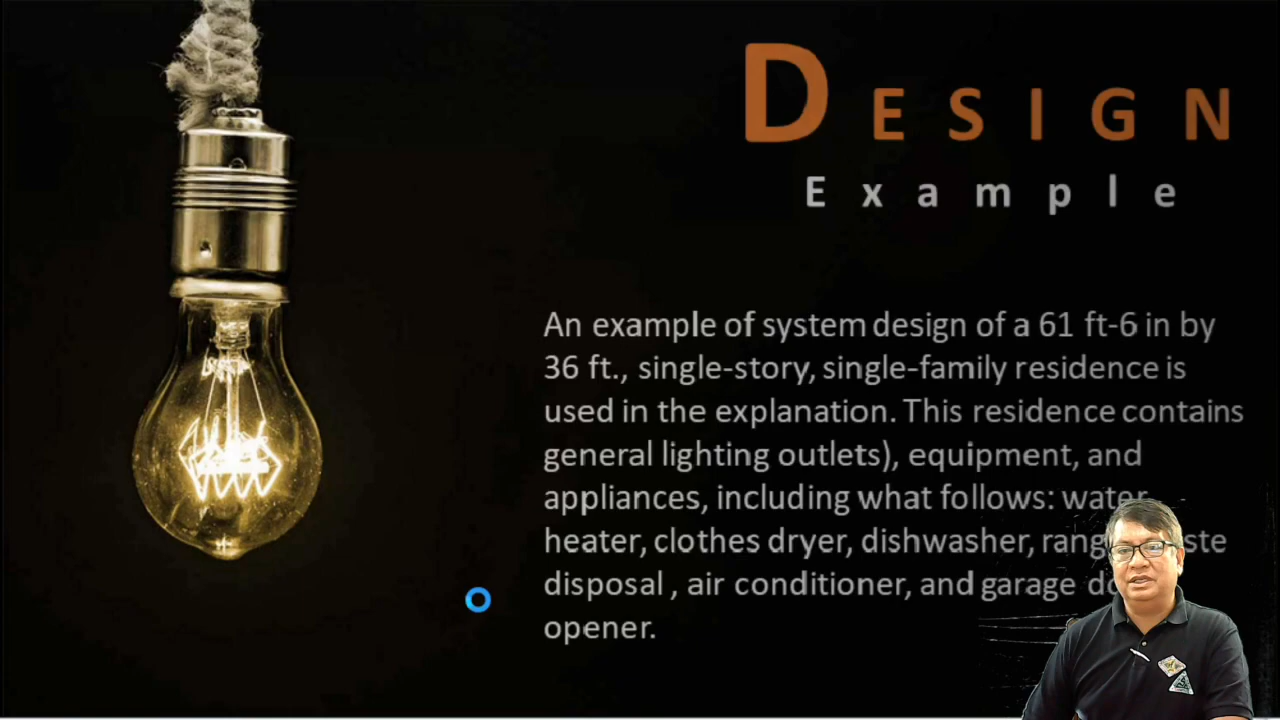 DESIGN
Example
An example of system design of a 61 ft-6 in by
36 ft., single-story, single-family residence is
used in the explanation. This residence contains
general lighting outlets), equipment, and
appliances, including what follows: water
heater, clothes dryer, dishwasher,
disposal , air conditioner, and garage
opener.